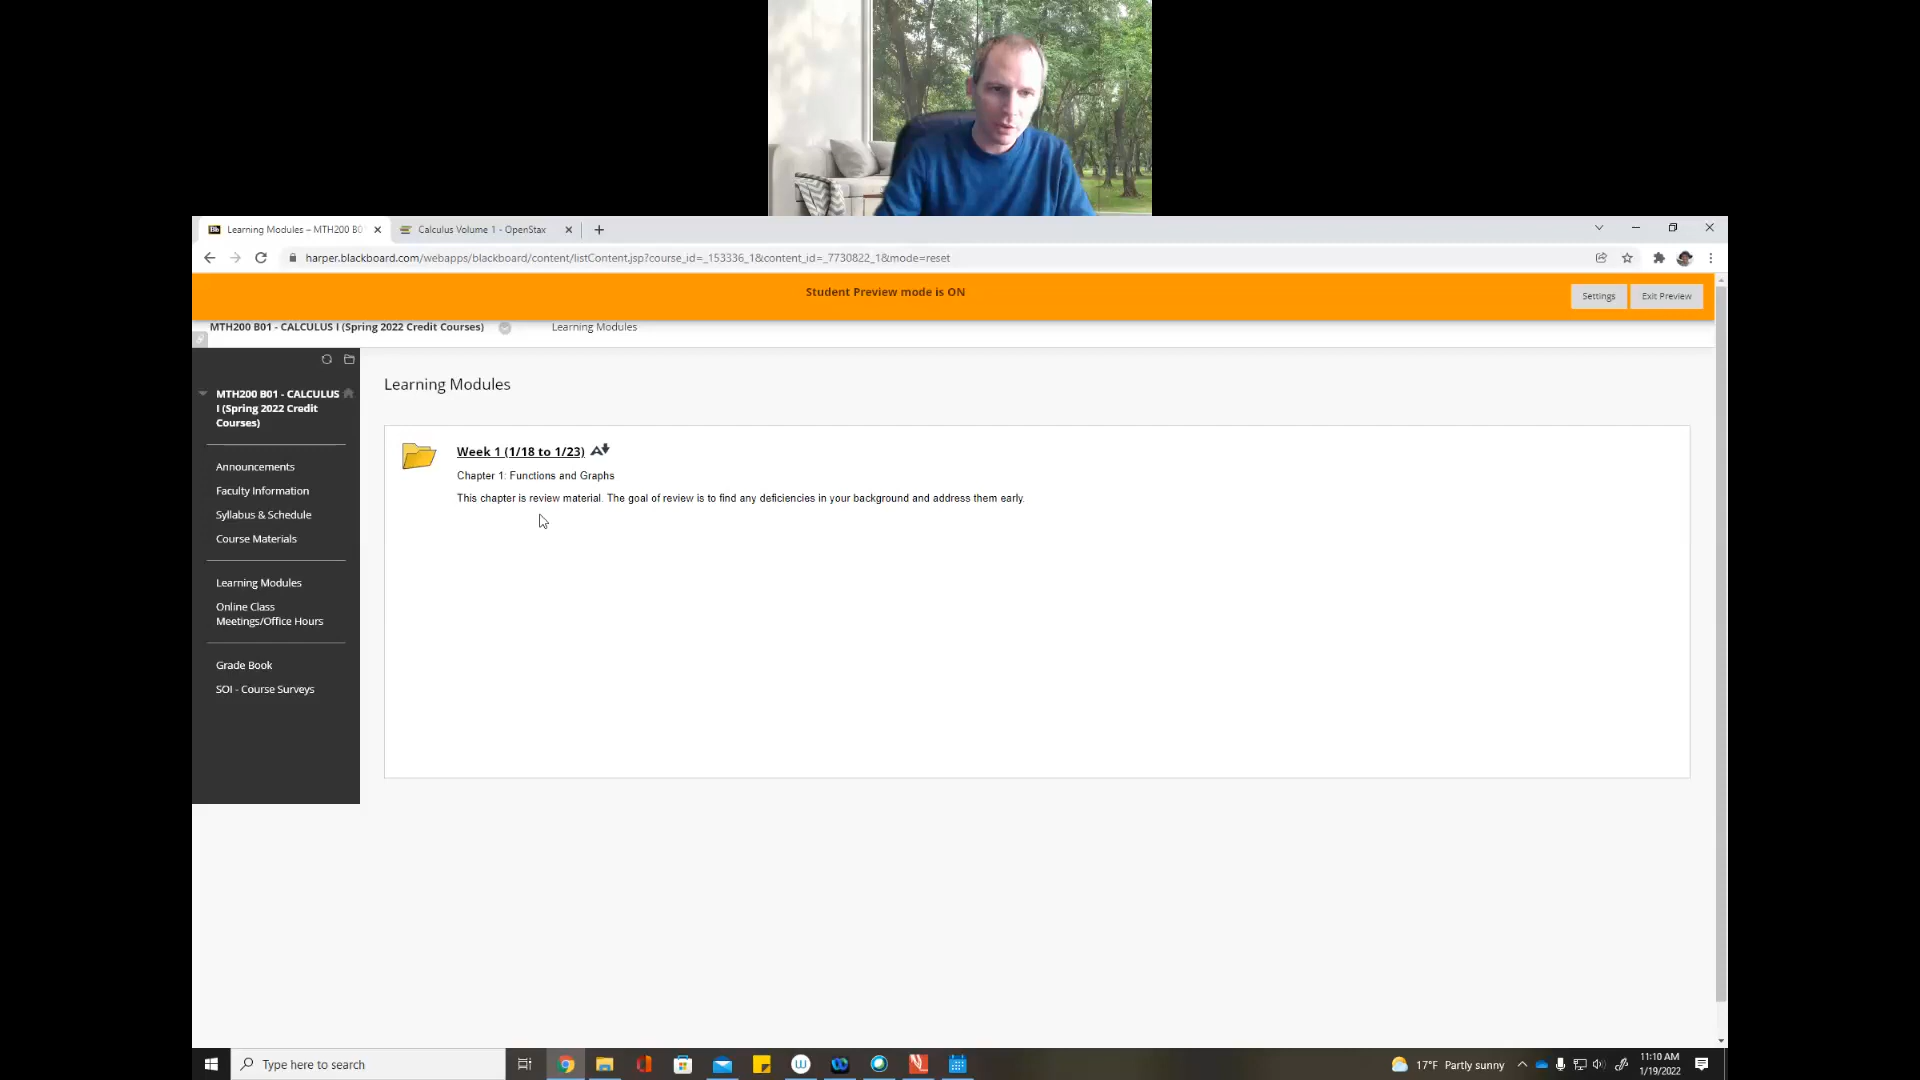 Learning Modules – MTH200 B0
Calculus Volume 1 - OpenStax
harper.blackboard.com/webapps/blackboard/content/listContent.jsp?course_id=_153336_1&content_id=_7730822_1&mode=reset
Student Preview mode is ON
Settings
Exit Preview
MTH200 B01 - CALCULUS I (Spring 2022 Credit Courses)
Learning Modules
MTH200 B01 - CALCULUS
I (Spring 2022 Credit
Courses)
Announcements
Faculty Information
Syllabus & Schedule
Course Materials
Learning Modules
Online Class
Meetings/Office Hours
Grade Book
SOI - Course Surveys
Learning Modules
Week 1 (1/18 to 1/23)
Chapter 1: Functions and Graphs
This chapter is review material. The goal of review is to find any deficiencies in your background and address them early.
Type here to search
17°F Partly sunny
11:10 AM
1/19/2022